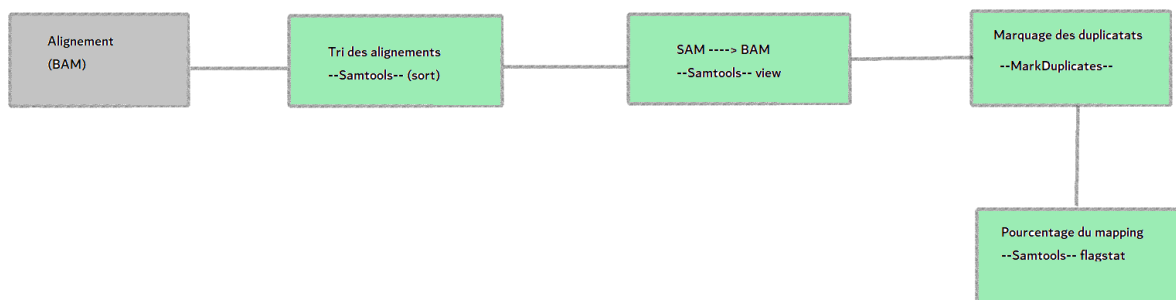 Alignement
(BAM)
Tri des alignements
--Samtools-- (sort)
SAM ----> BAM
--Samtools-- view
Marquage des duplicatats
--MarkDuplicates--
Pourcentage du mapping
--Samtools-- flagstat